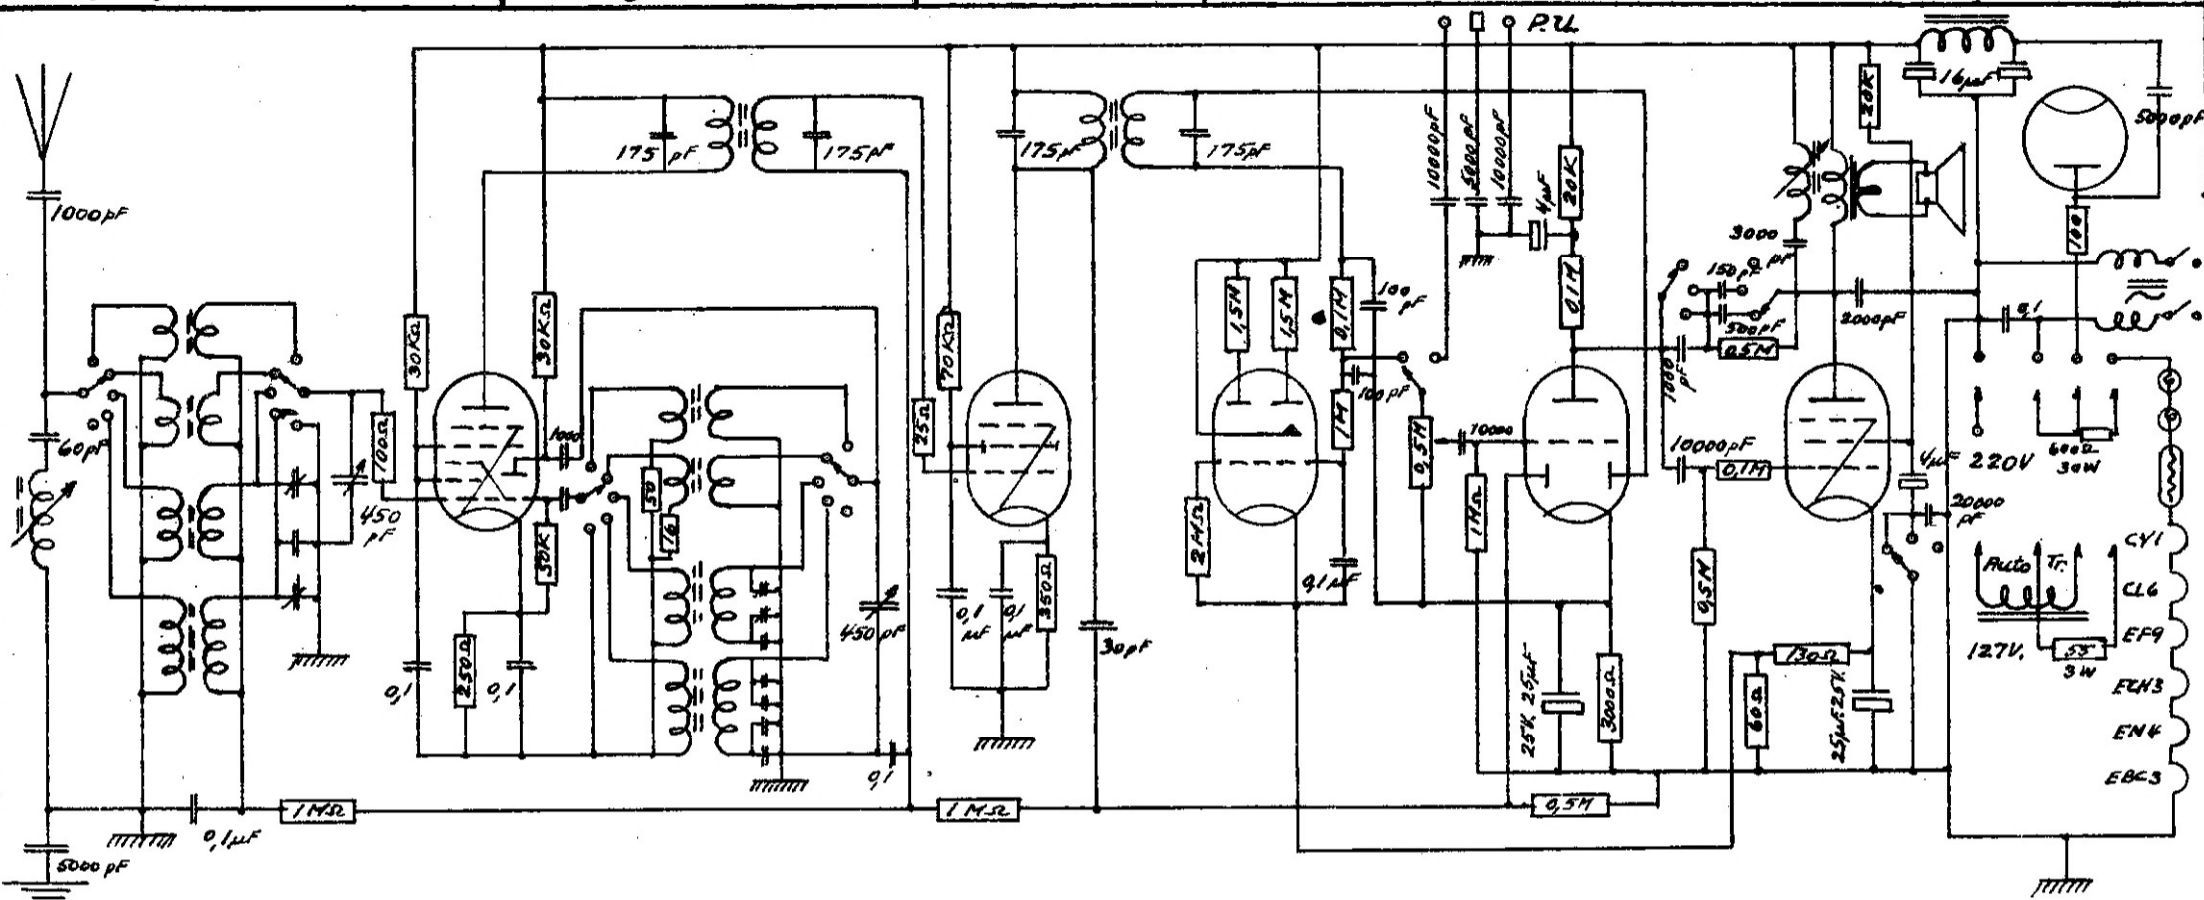 P.U.
16µF
5000pF
175 pF
175pF
175pF
175pF
10000pF
5000pF
10000pF
4µF
20K
20K
100
1000pF
3000
pF
150pF
500pF
0,5M
2000pF
0,1
1,5M
1,5M
0,1M
100
pF
0,1M
30KΩ
30KΩ
70KΩ
100pF
1M
1000
pF
60pF
100Ω
1000
25Ω
0,5M
10000
10000pF
0,1M
4µF
220V
600Ω
30W
450
pF
50
16
30K
2MΩ
1MΩ
20000
pF
CY1
CL6
EF9
ECH3
EM4
EBC3
Auto Tr.
127V.
55
3W
0,1µF
0,5M
450pF
0,1
µF
0,1
µF
350Ω
30pF
0,1
250Ω
0,1
25V. 25µF
3000Ω
130Ω
60Ω
25µF.25V.
0,1
0,1µF
1MΩ
1MΩ
0,5M
5000pF